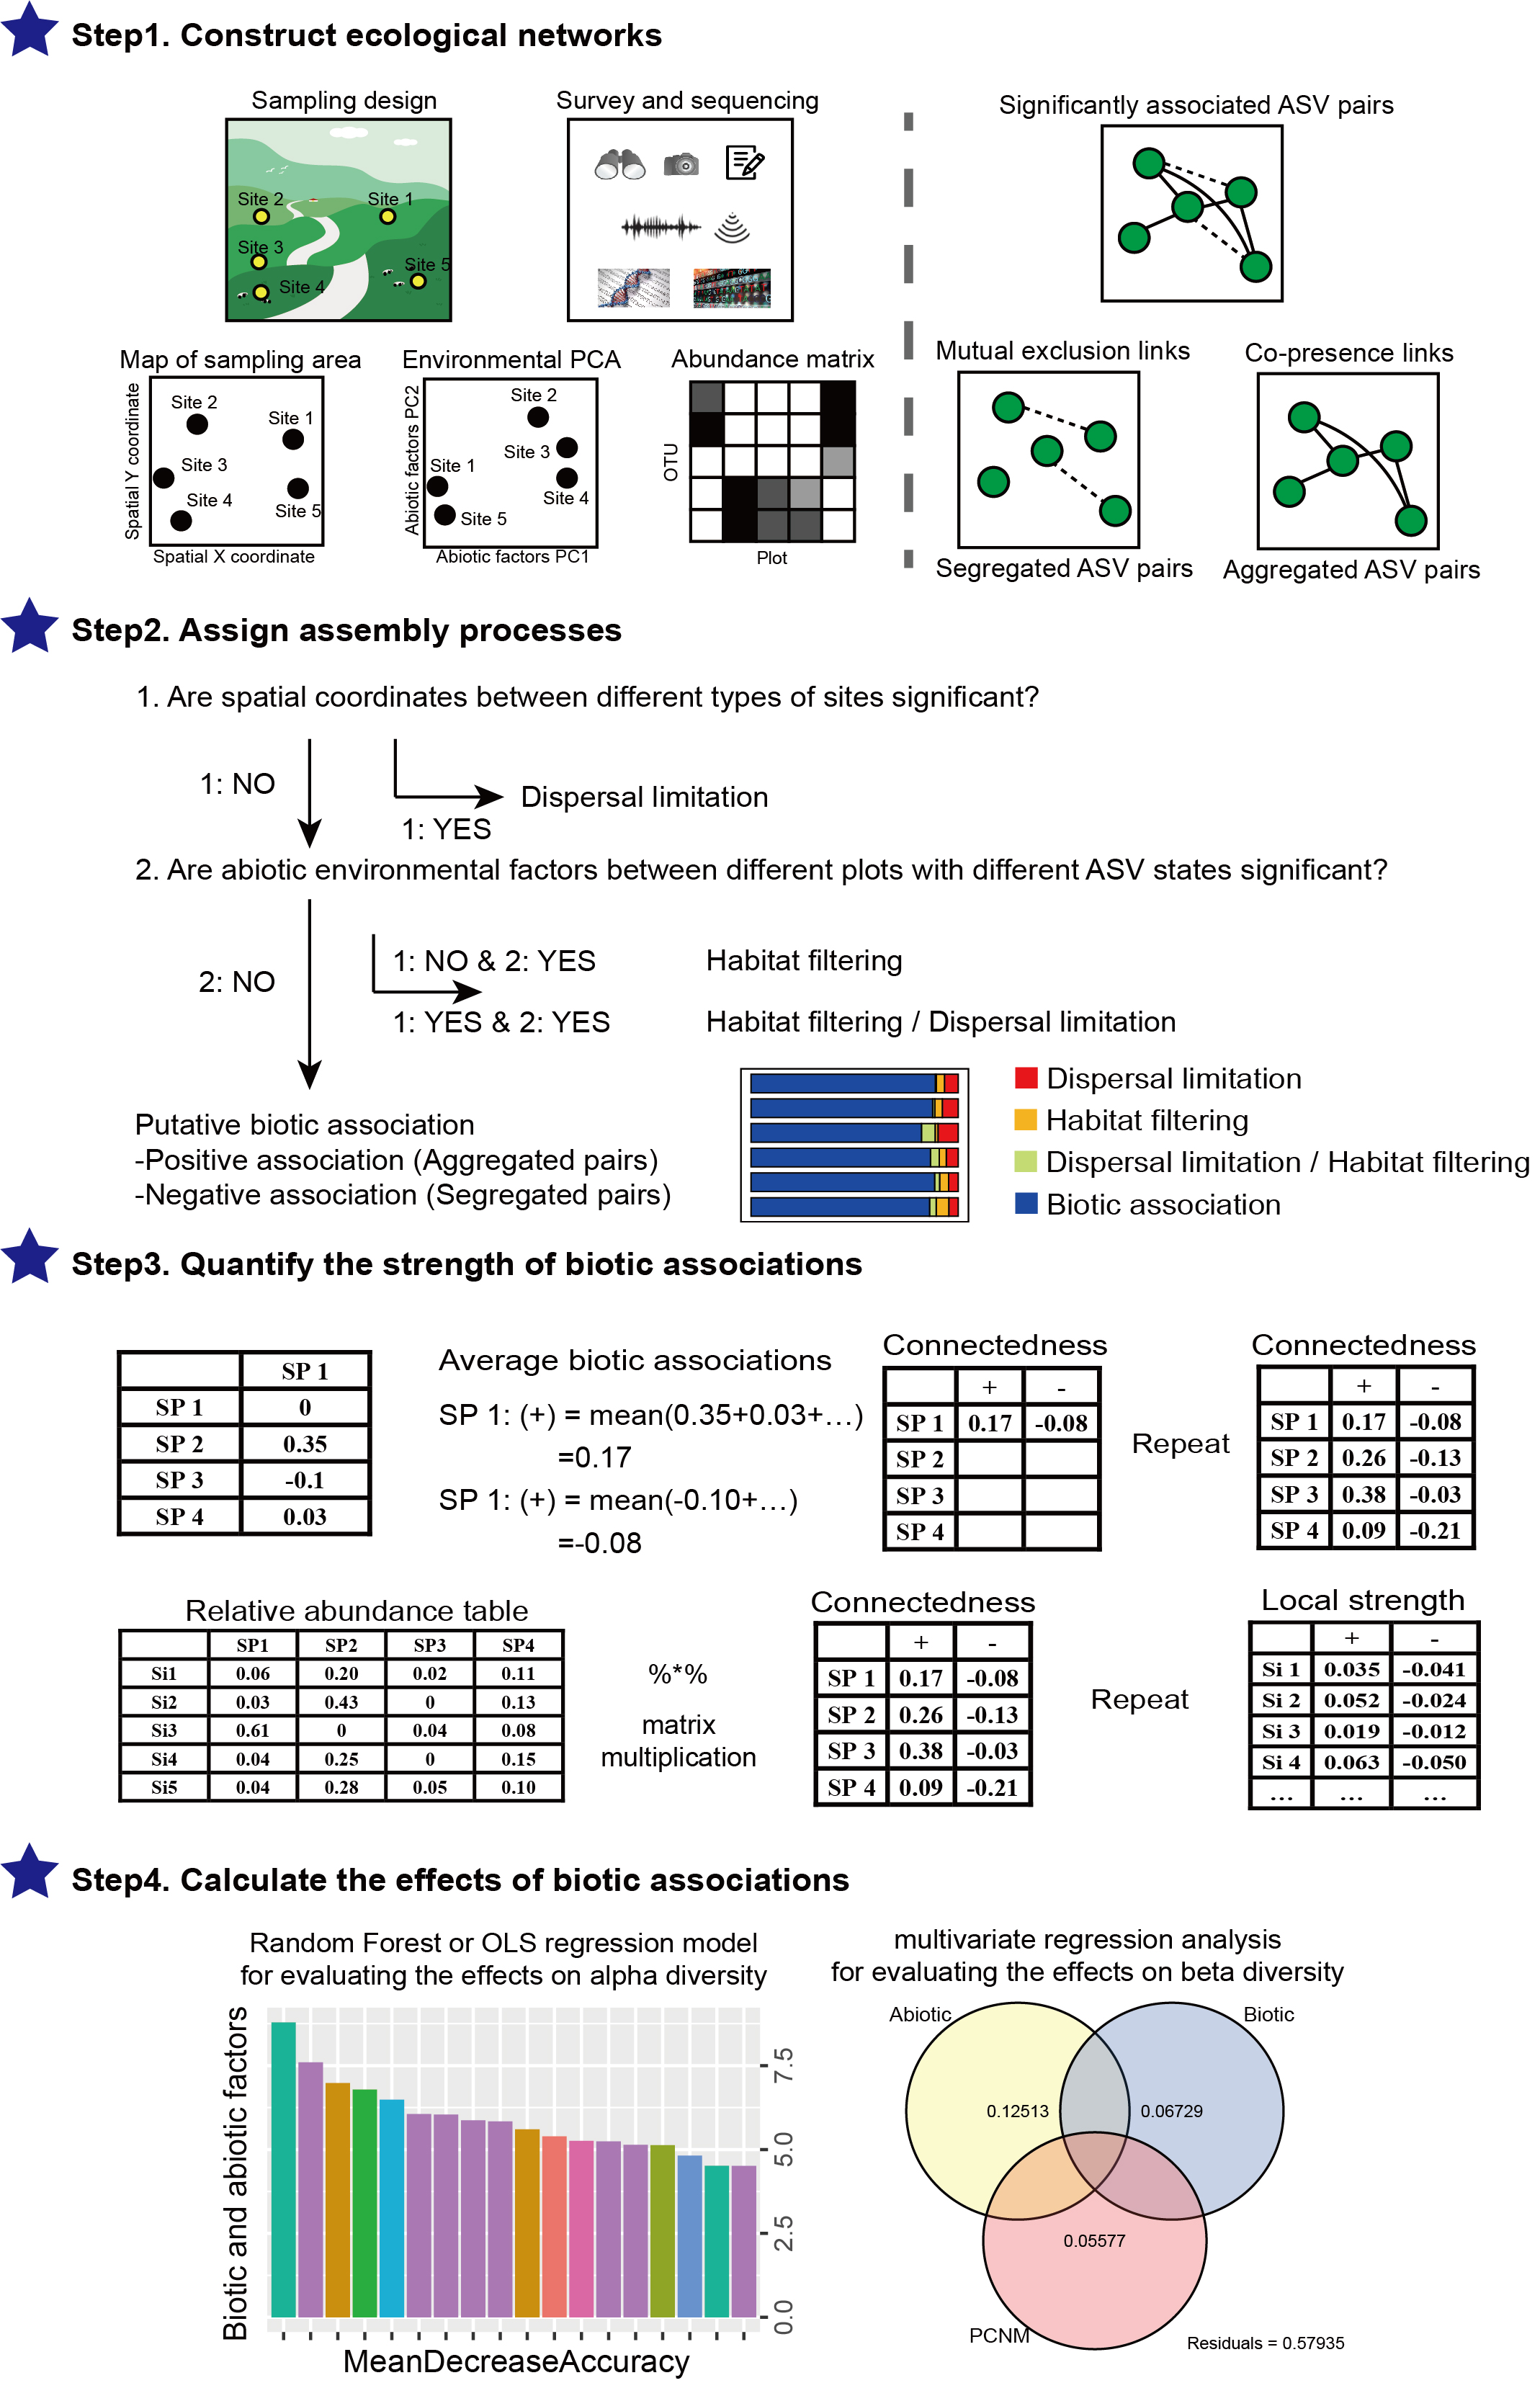 Step1. Construct ecological networks
Sampling design
Survey and sequencing
Significantly associated ASV pairs
Site 2
Site 1
Site 3
Site 5
Site 4
Map of sampling area
Environmental PCA
Abundance matrix
Mutual exclusion links
Co-presence links
Spatial Y coordinate
Site 2
Site 1
Site 3
Site 4
Site 5
Spatial X coordinate
Abiotic factors PC2
Site 2
Site 3
Site 1
Site 4
Site 5
Abiotic factors PC1
OTU
Plot
Segregated ASV pairs
Aggregated ASV pairs
Step2. Assign assembly processes
1. Are spatial coordinates between different types of sites significant?
1: NO
Dispersal limitation
1: YES
2. Are abiotic environmental factors between different plots with different ASV states significant?
2: NO
1: NO & 2: YES Habitat filtering
1: YES & 2: YES Habitat filtering / Dispersal limitation
Putative biotic association
-Positive association (Aggregated pairs)
-Negative association (Segregated pairs)
Dispersal limitation
Habitat filtering
Dispersal limitation / Habitat filtering
Biotic association
Step3. Quantify the strength of biotic associations
SP 1
SP 1 0
SP 2 0.35
SP 3 -0.1
SP 4 0.03
Average biotic associations
SP 1: (+) = mean(0.35+0.03+...)
=0.17
SP 1: (+) = mean(-0.10+...)
=-0.08
Connectedness
+ -
SP 1 0.17 -0.08
SP 2
SP 3
SP 4
Repeat
Connectedness
+ -
SP 1 0.17 -0.08
SP 2 0.26 -0.13
SP 3 0.38 -0.03
SP 4 0.09 -0.21
Relative abundance table
SP1 SP2 SP3 SP4
Si1 0.06 0.20 0.02 0.11
Si2 0.03 0.43 0 0.13
Si3 0.61 0 0.04 0.08
Si4 0.04 0.25 0 0.15
Si5 0.04 0.28 0.05 0.10
%*%
matrix
multiplication
Connectedness
+ -
SP 1 0.17 -0.08
SP 2 0.26 -0.13
SP 3 0.38 -0.03
SP 4 0.09 -0.21
Repeat
Local strength
+ -
Si 1 0.035 -0.041
Si 2 0.052 -0.024
Si 3 0.019 -0.012
Si 4 0.063 -0.050
... ... ...
Step4. Calculate the effects of biotic associations
Random Forest or OLS regression model
for evaluating the effects on alpha diversity
Biotic and abiotic factors
7.5
5.0
2.5
0.0
MeanDecreaseAccuracy
multivariate regression analysis
for evaluating the effects on beta diversity
Abiotic
Biotic
0.12513
0.06729
0.05577
PCNM
Residuals = 0.57935